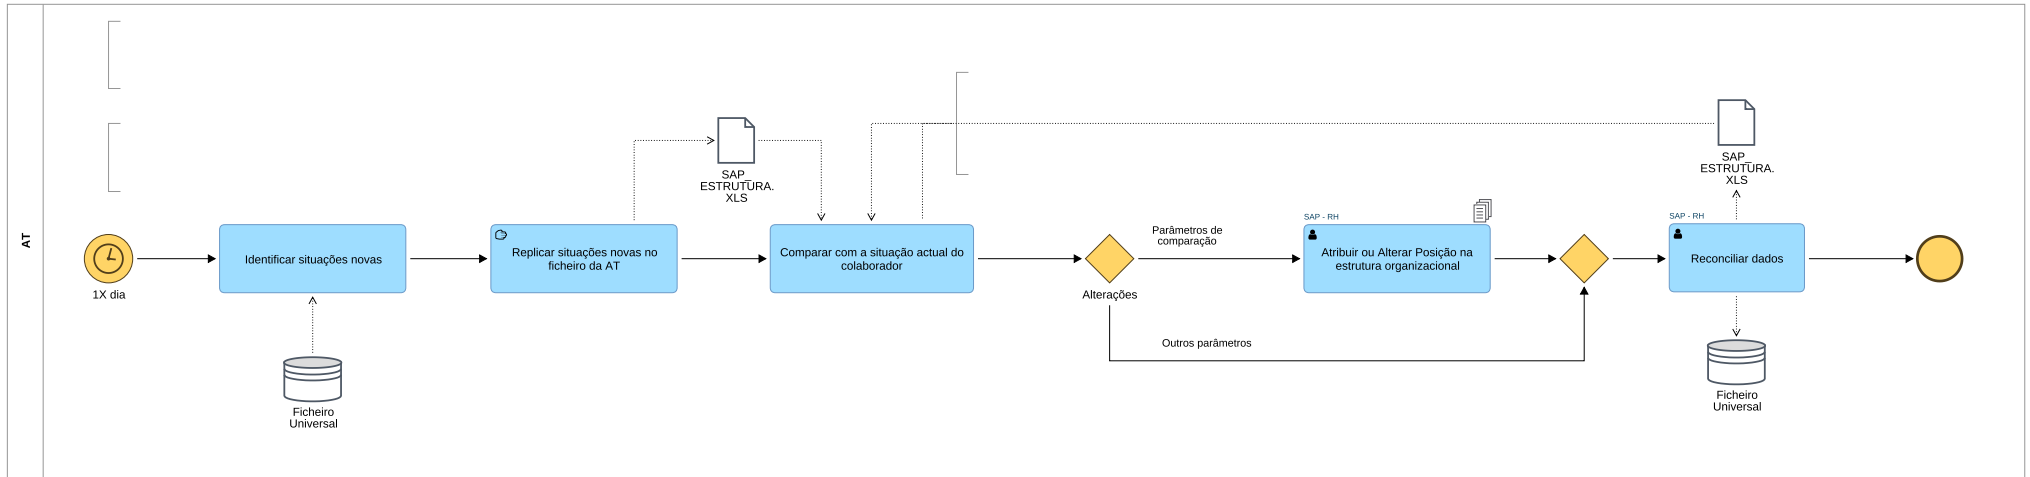 AT
1X dia
Identificar situações novas
Ficheiro
Universal
Replicar situações novas no
ficheiro da AT
SAP_
ESTRUTURA.
XLS
Comparar com a situação actual do
colaborador
Alterações
Parâmetros de
comparação
Outros parâmetros
SAP - RH
Atribuir ou Alterar Posição na
estrutura organizacional
SAP - RH
Reconciliar dados
SAP_
ESTRUTURA.
XLS
Ficheiro
Universal